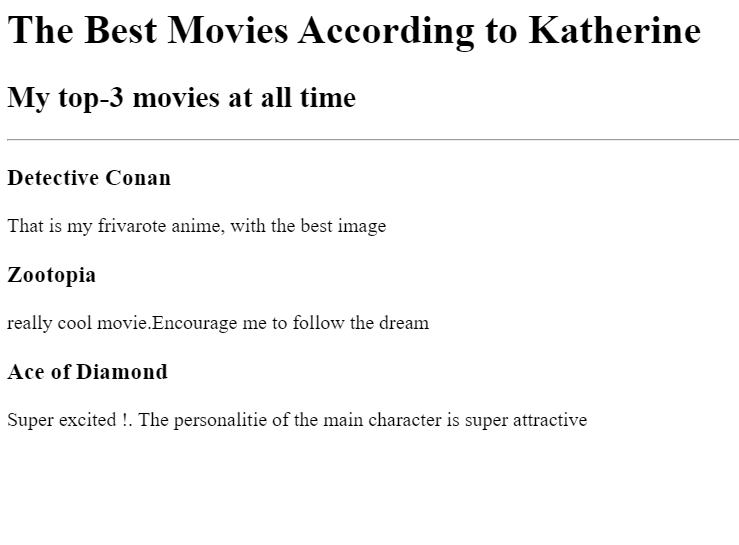 The Best Movies According to Katherine
My top-3 movies at all time
Detective Conan
That is my frivarote anime, with the best image
Zootopia
really cool movie.Encourage me to follow the dream
Ace of Diamond
Super excited !. The personalitie of the main character is super attractive